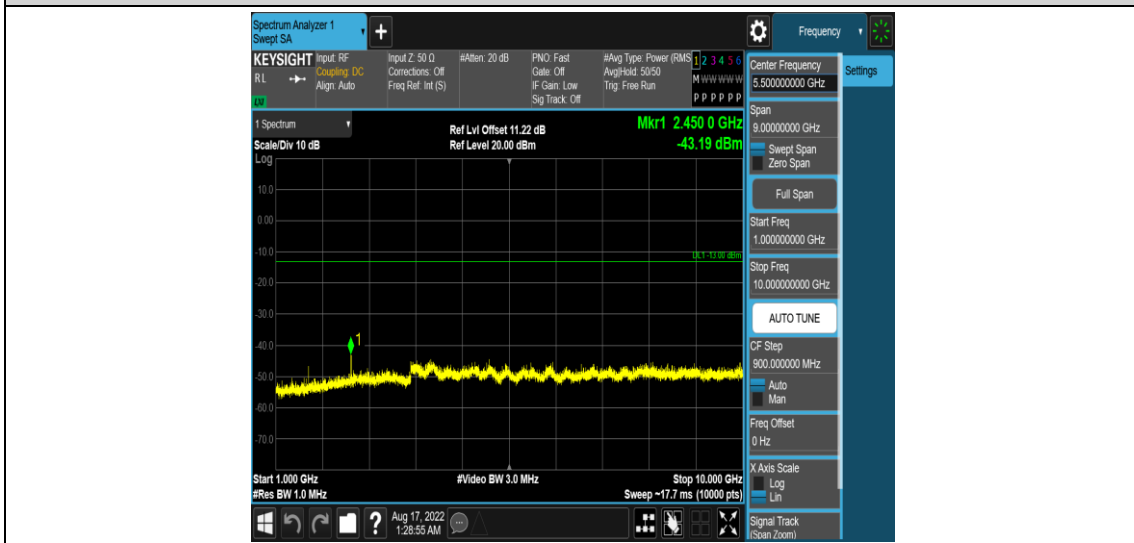 Spectrum Analyzer 1
Swept SA
+
Frequency
KEYSIGHT
RL
LXI
Input: RF
Coupling: DC
Align: Auto
Input Z: 50 Ω
Corrections: Off
Freq Ref: Int (S)
#Atten: 20 dB
PNO: Fast
Gate: Off
IF Gain: Low
Sig Track: Off
#Avg Type: Power (RMS
Avg|Hold: 50/50
Trig: Free Run
1 2 3 4 5 6
M W W W W W
P P P P P P
Center Frequency
5.500000000 GHz
Settings
1 Spectrum
Scale/Div 10 dB
Ref Lvl Offset 11.22 dB
Ref Level 20.00 dBm
Mkr1 2.450 0 GHz
-43.19 dBm
Span
9.00000000 GHz
Swept Span
Zero Span
Full Span
Start Freq
1.000000000 GHz
Stop Freq
10.000000000 GHz
AUTO TUNE
CF Step
900.000000 MHz
Auto
Man
Freq Offset
0 Hz
X Axis Scale
Log
Lin
Signal Track
(Span Zoom)
Log
10.0
0.00
-10.0
DL1 -13.00 dBm
-20.0
-30.0
-40.0
1
-50.0
-60.0
-70.0
Start 1.000 GHz
#Res BW 1.0 MHz
#Video BW 3.0 MHz
Stop 10.000 GHz
Sweep ~17.7 ms (10000 pts)
?
Aug 17, 2022
1:28:55 AM